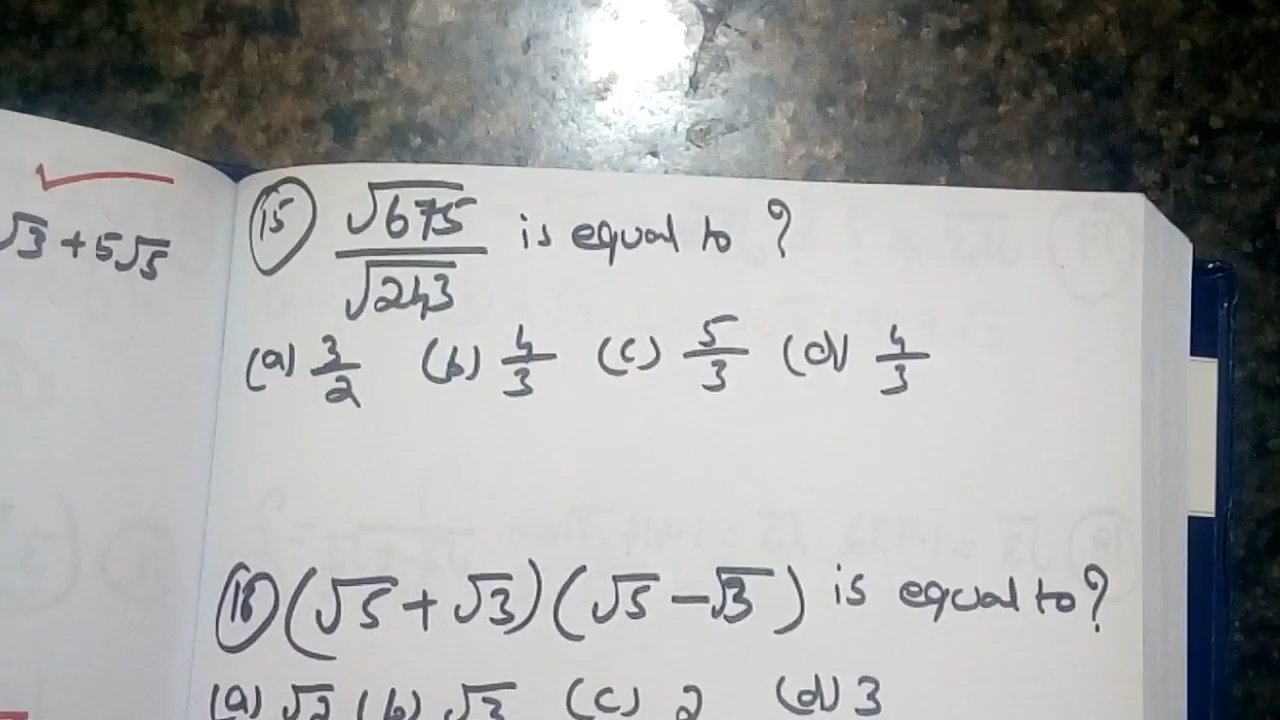 √3 + 5√5
(15) √675 / √243 is equal to ?
(a) 3/2 (b) 4/3 (c) 5/3 (d) 4/3
(16) (√5 + √3) (√5 - √3) is equal to ?
(a) √2 (b) √3 (c) 2 (d) 3